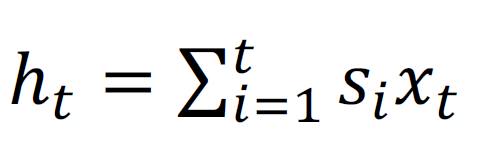 h_t = ∑_{i=1}^{t} s_i x_t